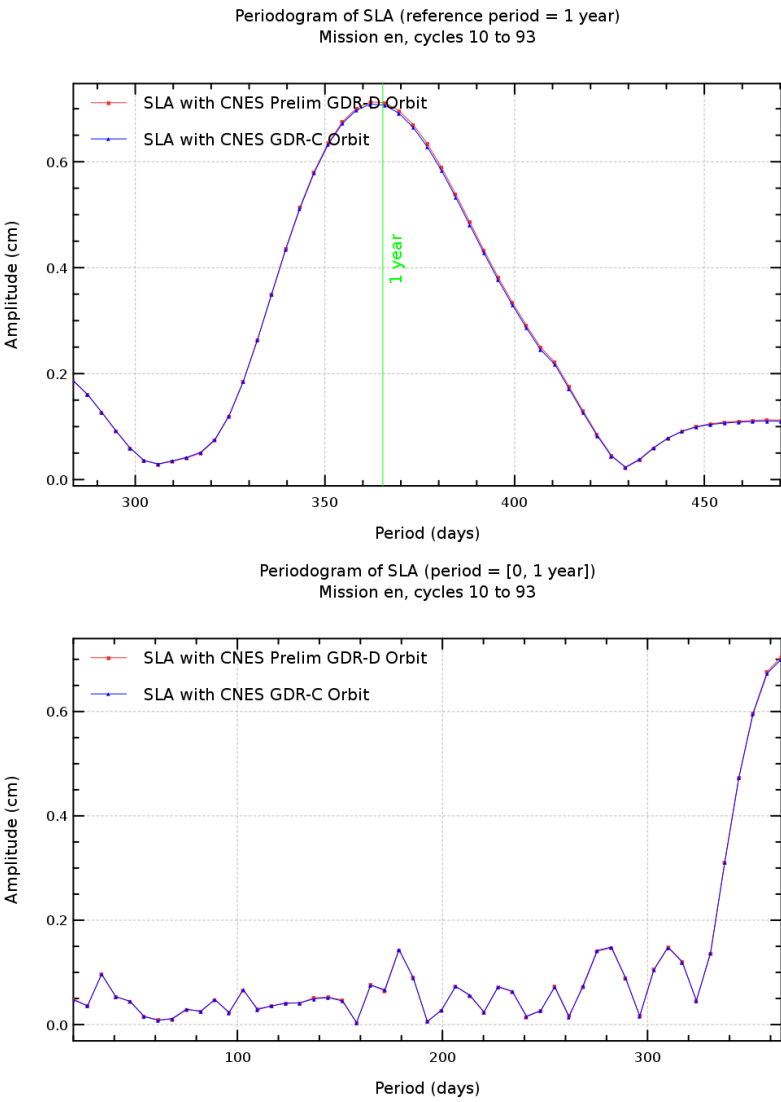 Periodogram of SLA (reference period = 1 year)
Mission en, cycles 10 to 93
SLA with CNES Prelim GDR-D Orbit
SLA with CNES GDR-C Orbit
1 year
Amplitude (cm)
0.6
0.4
0.2
0.0
300 350 400 450
Period (days)
Periodogram of SLA (period = [0, 1 year])
Mission en, cycles 10 to 93
SLA with CNES Prelim GDR-D Orbit
SLA with CNES GDR-C Orbit
Amplitude (cm)
0.6
0.4
0.2
0.0
100 200 300
Period (days)